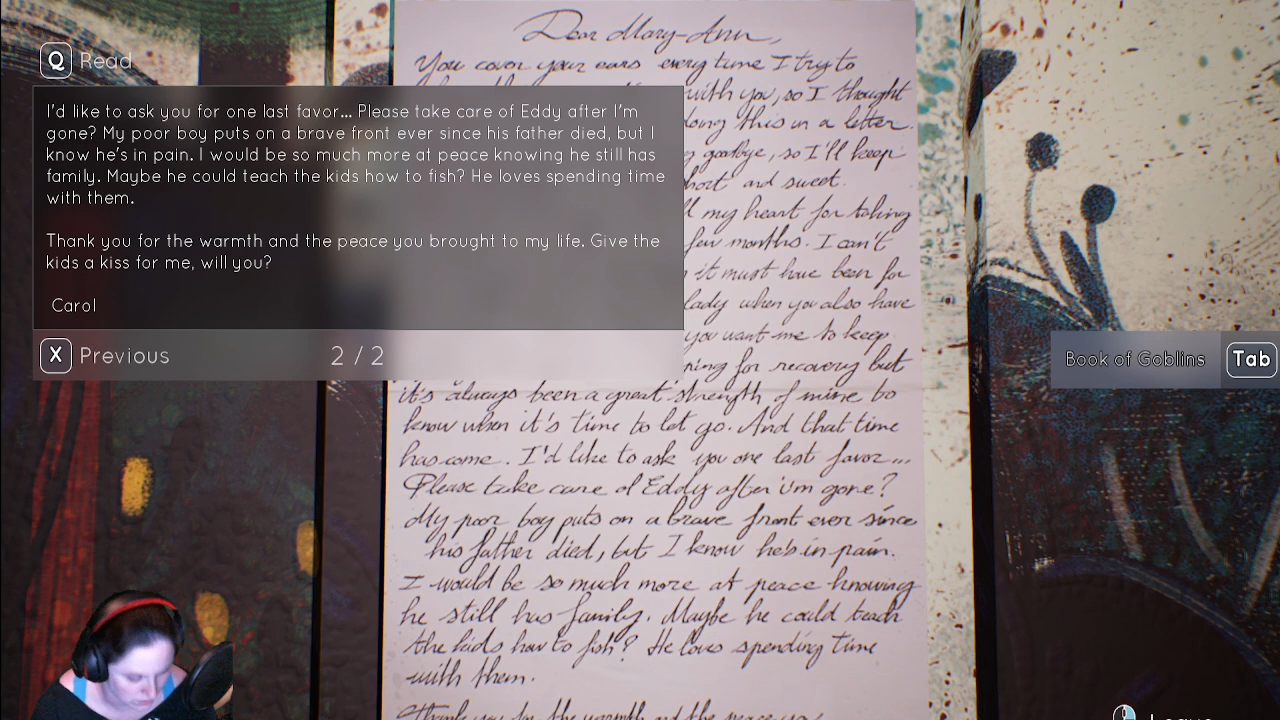 Q Read
I'd like to ask you for one last favor... Please take care of Eddy after I'm
gone? My poor boy puts on a brave front ever since his father died, but I
know he's in pain. I would be so much more at peace knowing he still has
family. Maybe he could teach the kids how to fish? He loves spending time
with them.
Thank you for the warmth and the peace you brought to my life. Give the
kids a kiss for me, will you?
Carol
X Previous 2 / 2
Dear Mary-Ann,
You cover your ears every time I try to
with you, so I thought
doing this in a letter.
goodbye, so I'll keep
short and sweet.
my heart for taking
few months. I can't
it must have been for
lady when you also have
you want me to keep
for recovery but
it's always been a great strength of mine to
know when it's time to let go. And that time
has come. I'd like to ask you one last favor...
Please take care of Eddy after i'm gone?
My poor boy puts on a brave front ever since
his father died, but I know he's in pain.
I would be so much more at peace knowing
he still has family. Maybe he could teach
the kids how to fish? He loves spending time
with them.
Thank you for the warmth and the peace you
Book of Goblins Tab
Leave